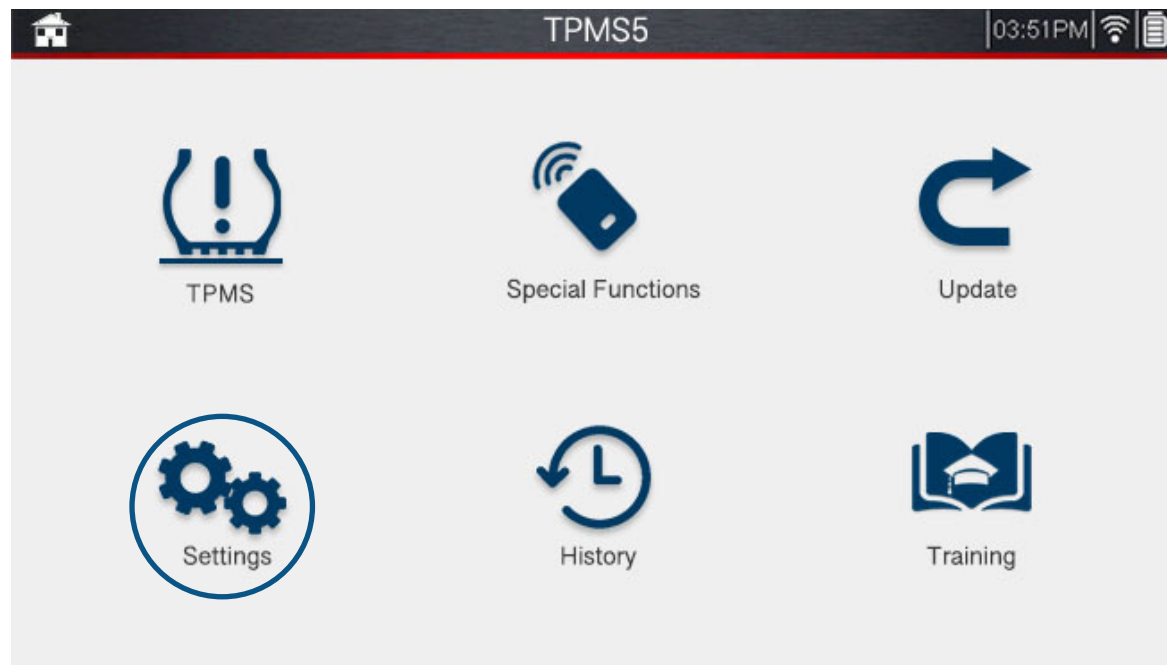 TPMS5
03:51PM
TPMS
Special Functions
Update
Settings
History
Training